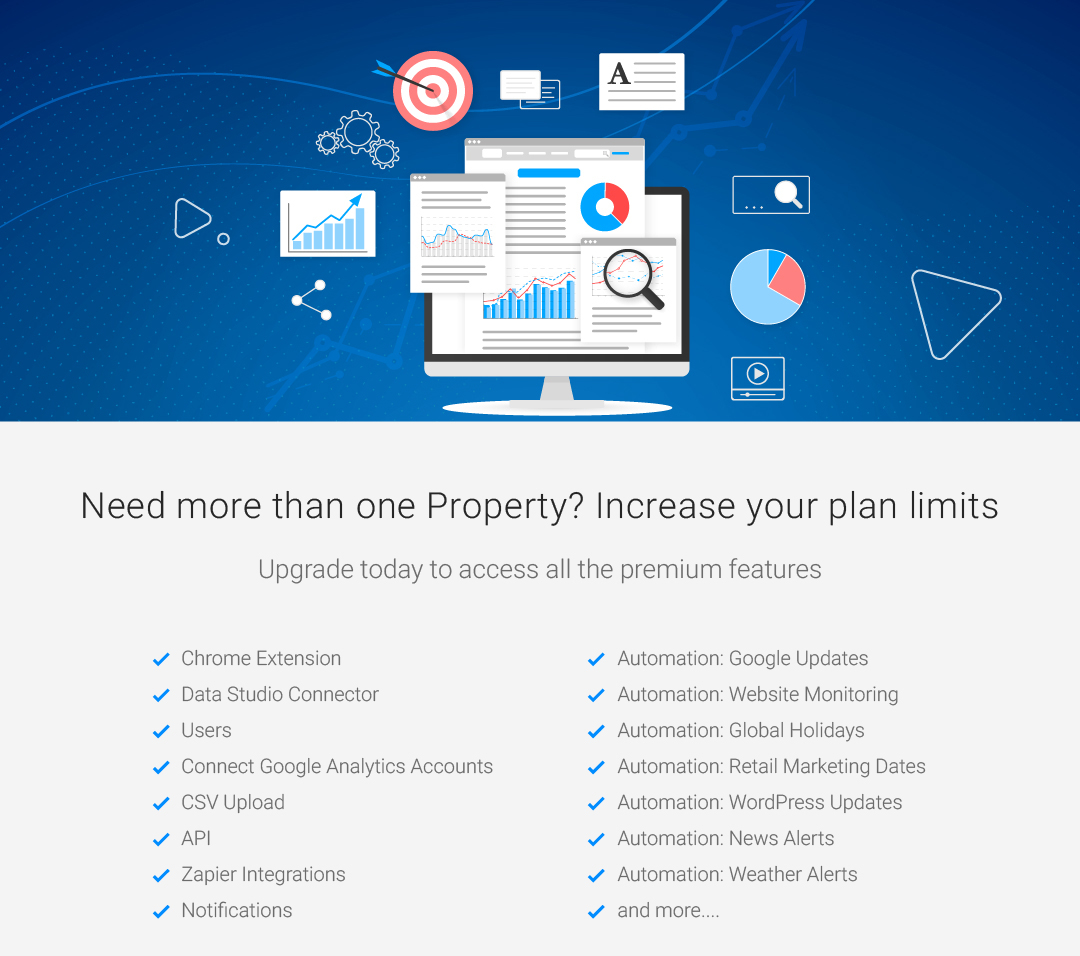 A
Need more than one Property? Increase your plan limits
Upgrade today to access all the premium features
Chrome Extension
Data Studio Connector
Users
Connect Google Analytics Accounts
CSV Upload
API
Zapier Integrations
Notifications
Automation: Google Updates
Automation: Website Monitoring
Automation: Global Holidays
Automation: Retail Marketing Dates
Automation: WordPress Updates
Automation: News Alerts
Automation: Weather Alerts
and more....